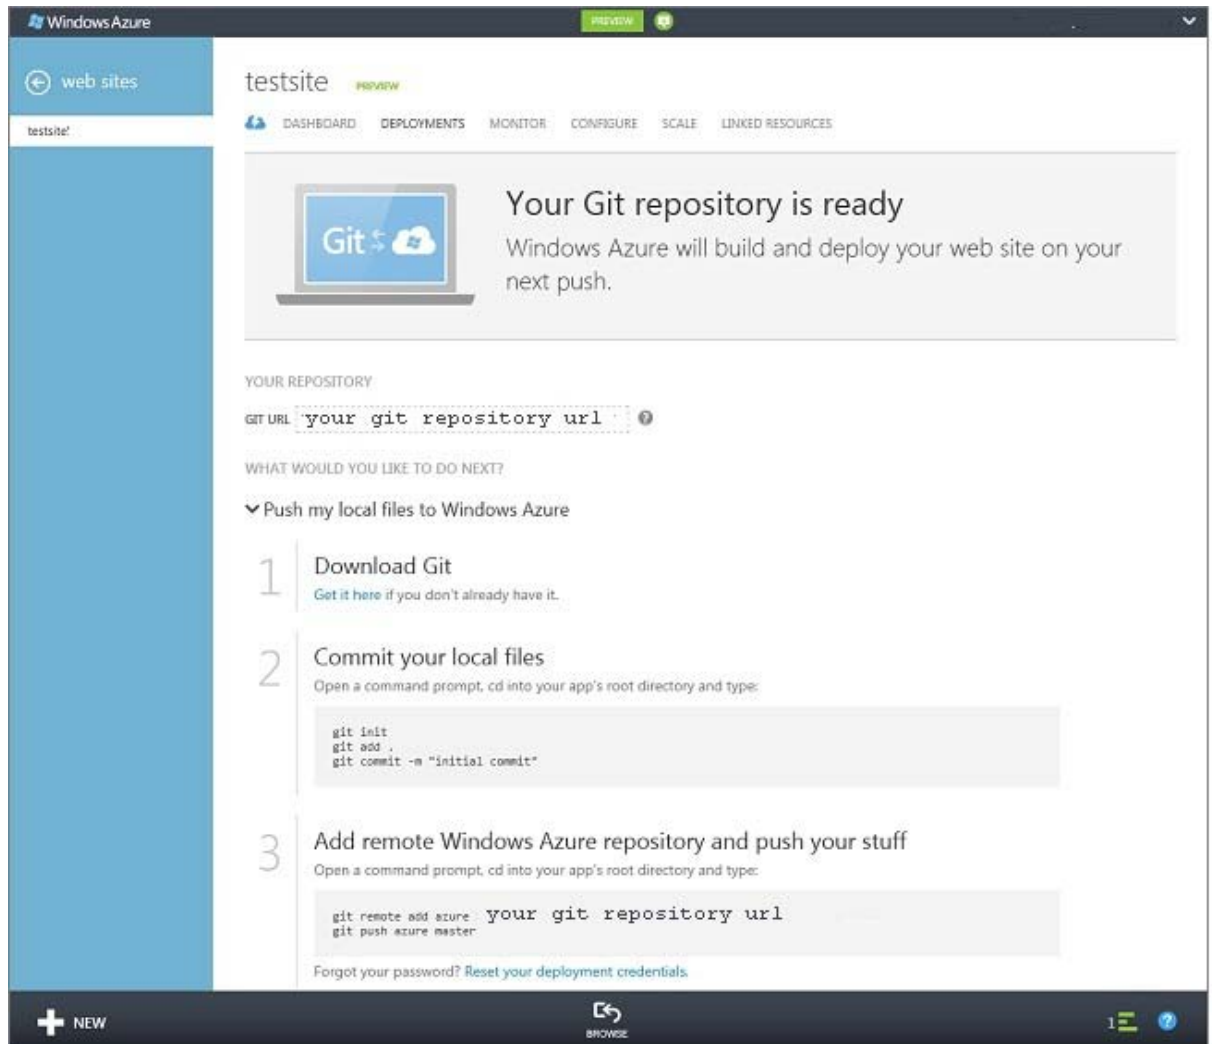 Windows Azure
PREVIEW
web sites
testsite!
testsite PREVIEW
DASHBOARD DEPLOYMENTS MONITOR CONFIGURE SCALE LINKED RESOURCES
Git
Your Git repository is ready
Windows Azure will build and deploy your web site on your
next push.
YOUR REPOSITORY
GIT URL your git repository url ?
WHAT WOULD YOU LIKE TO DO NEXT?
Push my local files to Windows Azure
1 Download Git
Get it here if you don't already have it.
2 Commit your local files
Open a command prompt, cd into your app's root directory and type:
git init
git add .
git commit -m "initial commit"
3 Add remote Windows Azure repository and push your stuff
Open a command prompt, cd into your app's root directory and type:
git remote add azure your git repository url
git push azure master
Forgot your password? Reset your deployment credentials.
NEW
BROWSE
1 ?